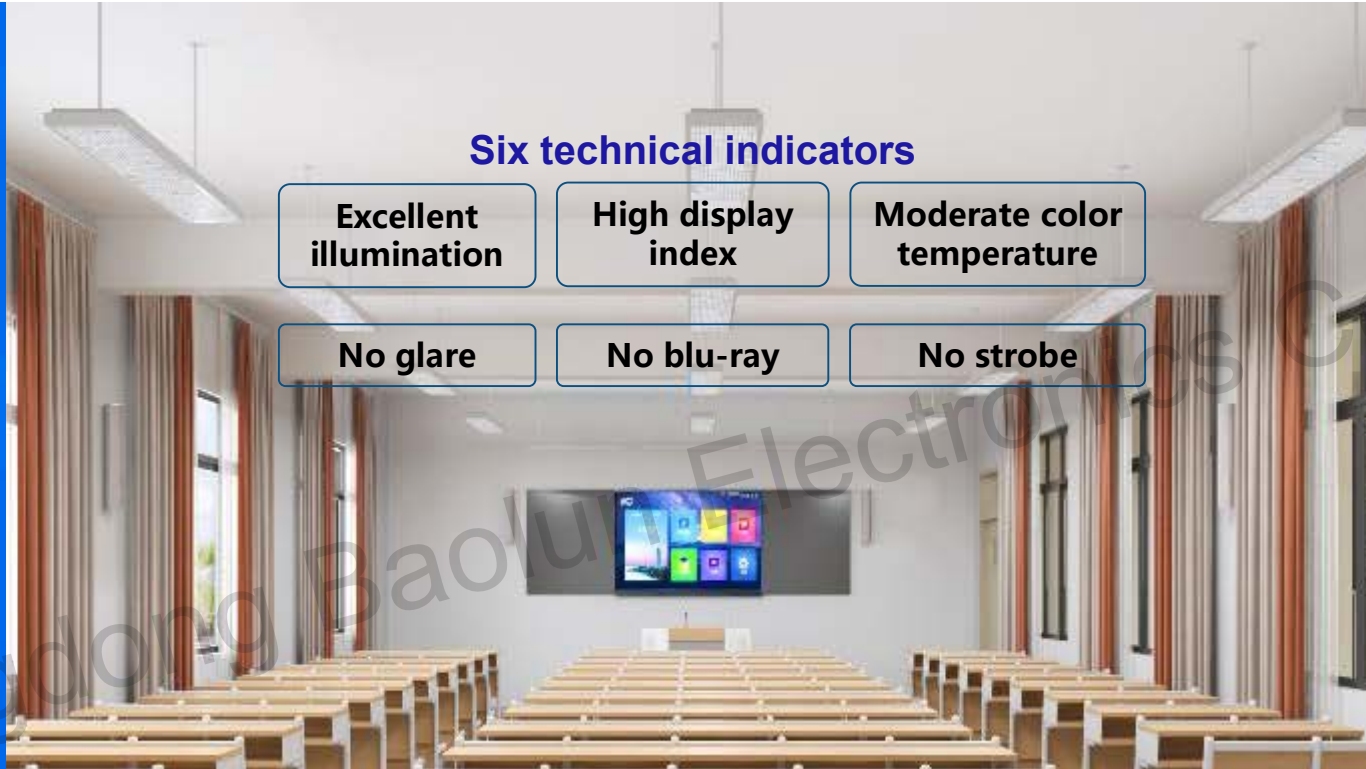 Six technical indicators
Excellent
illumination
High display
index
Moderate color
temperature
No glare
No blu-ray
No strobe
gdong Baolun Electronics C